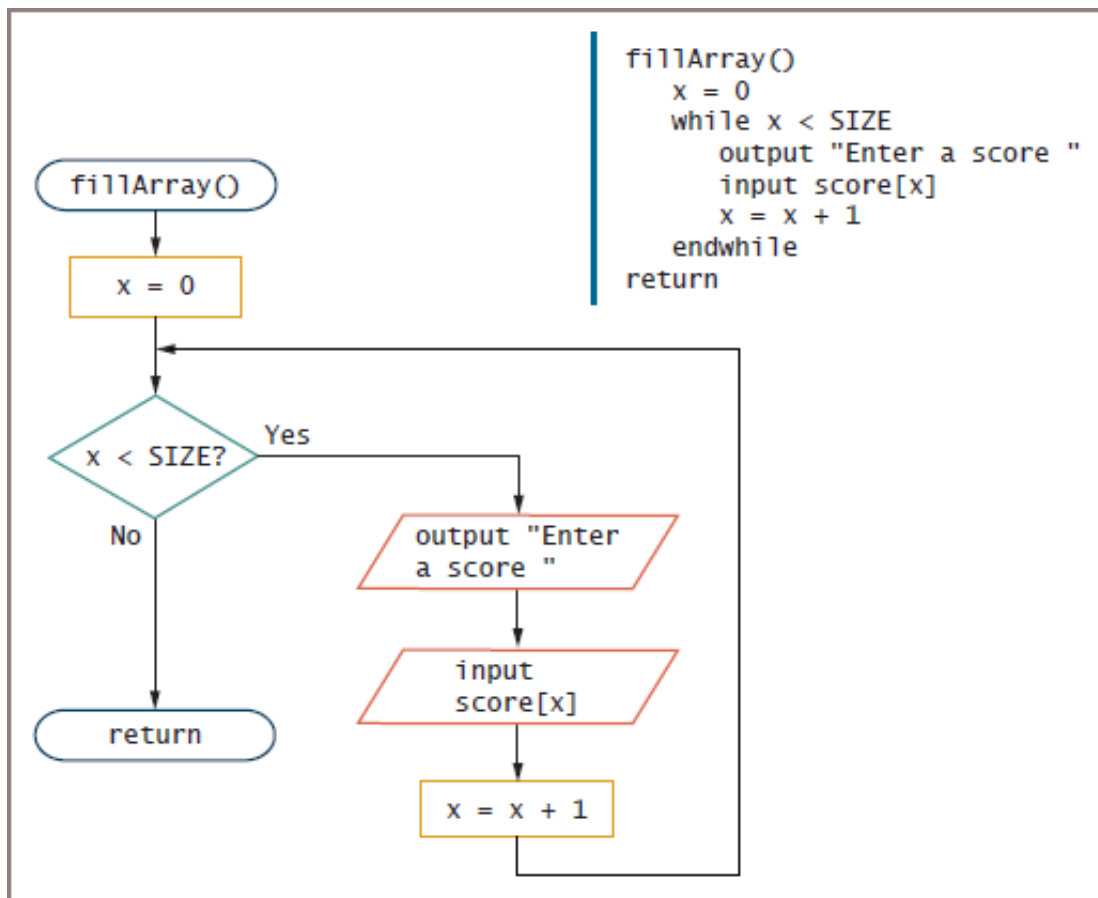 fillArray()
x = 0
while x < SIZE
output "Enter a score "
input score[x]
x = x + 1
endwhile
return
fillArray()
x = 0
x < SIZE?
Yes
No
output "Enter
a score "
input
score[x]
x = x + 1
return